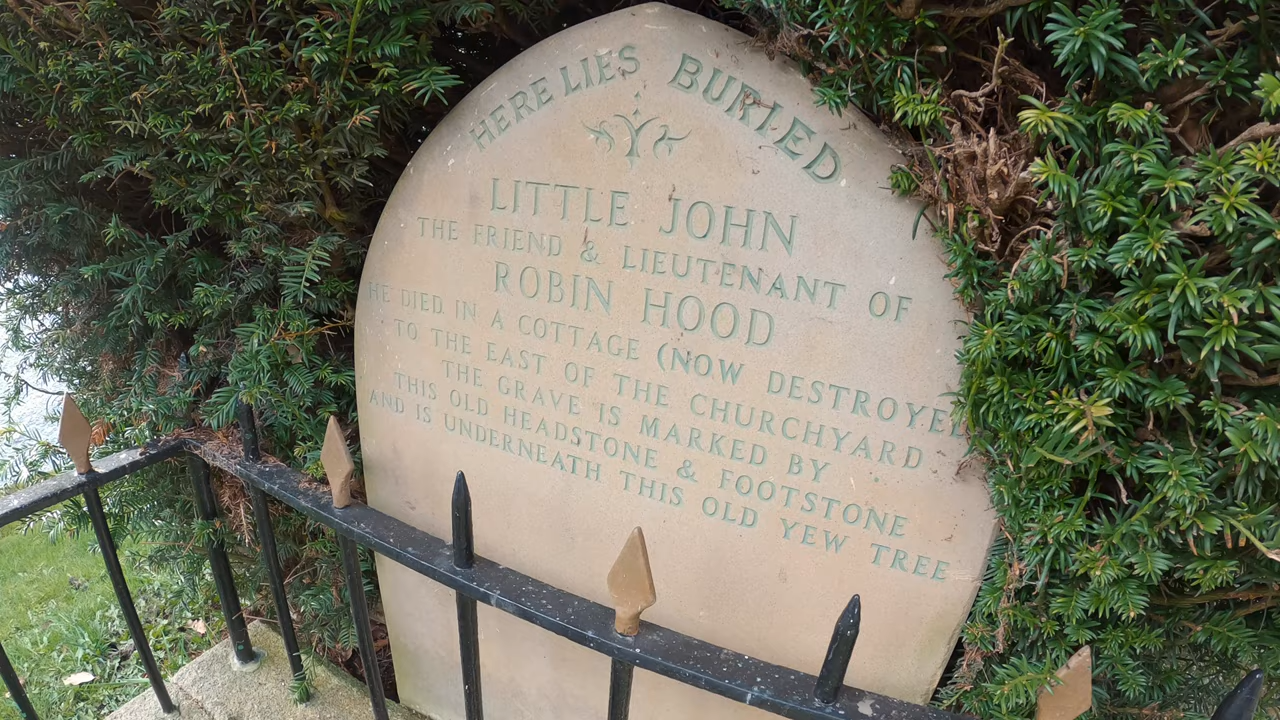 HERE LIES BURIED
LITTLE JOHN
THE FRIEND & LIEUTENANT OF
ROBIN HOOD
HE DIED IN A COTTAGE (NOW DESTROYED
TO THE EAST OF THE CHURCHYARD
THE GRAVE IS MARKED BY
THIS OLD HEADSTONE & FOOTSTONE
AND IS UNDERNEATH THIS OLD YEW TREE